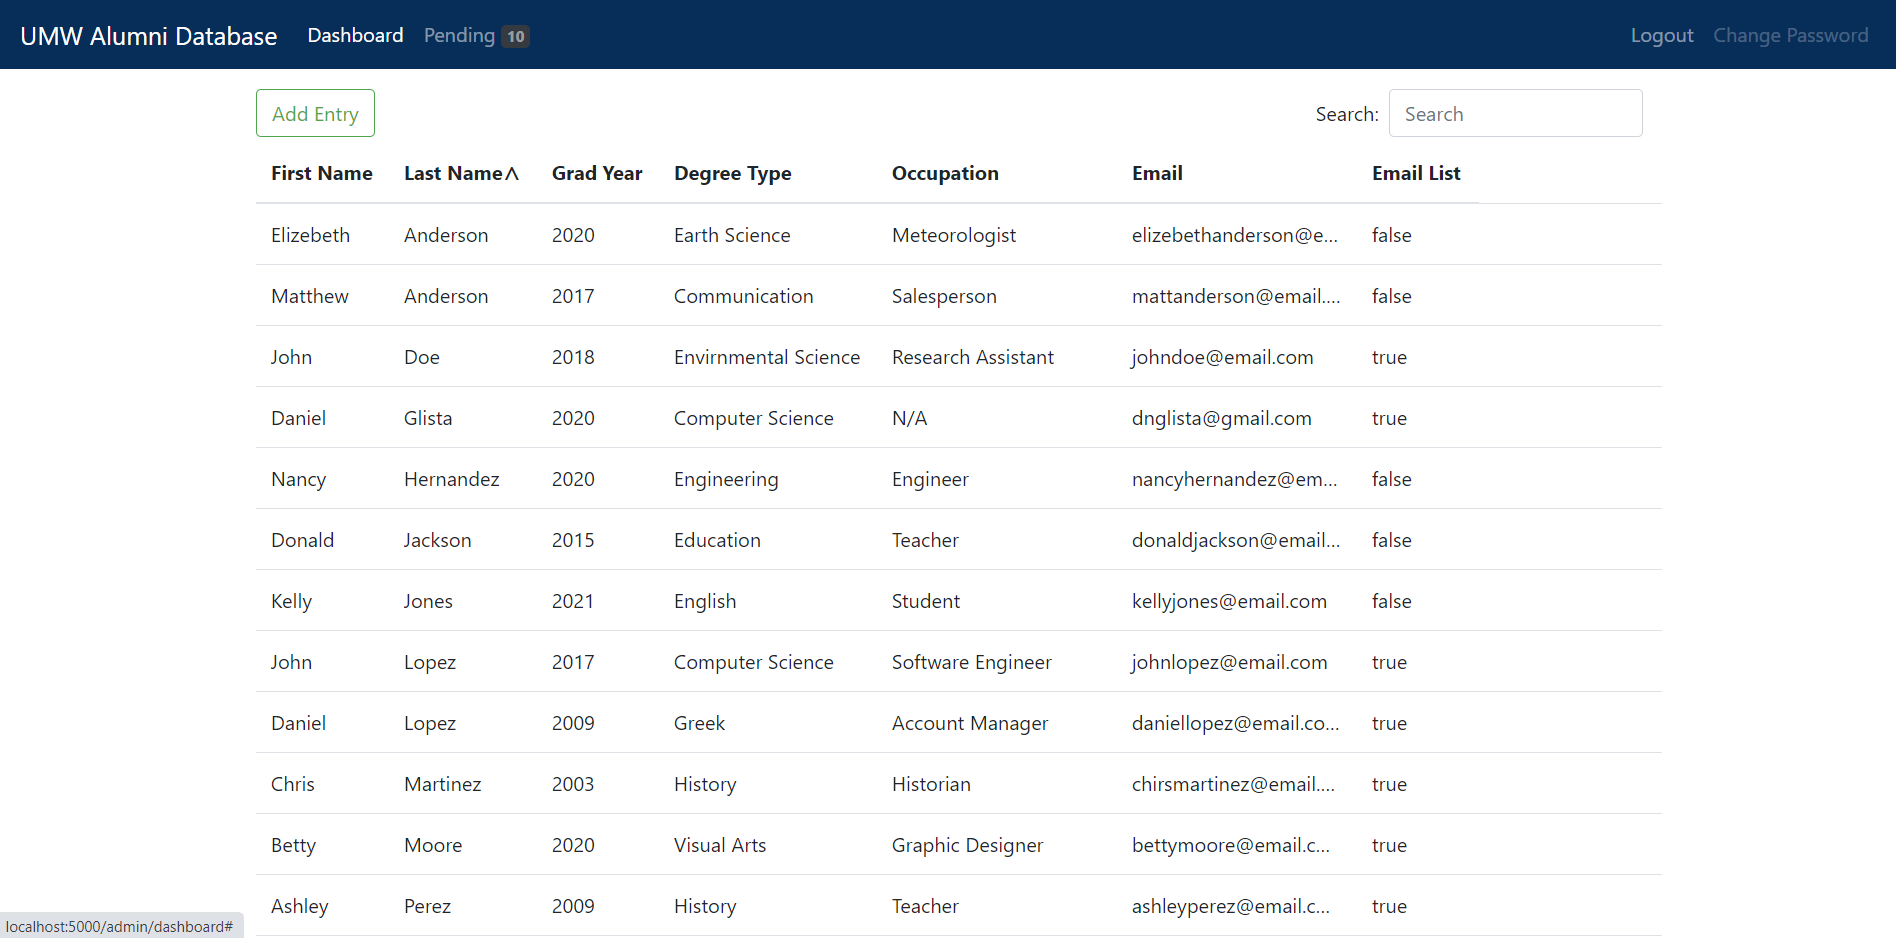 UMW Alumni Database Dashboard Pending 10 Logout Change Password
Add Entry Search: Search
First Name Last Name∧ Grad Year Degree Type Occupation Email Email List
Elizebeth Anderson 2020 Earth Science Meteorologist elizebethanderson@e... false
Matthew Anderson 2017 Communication Salesperson mattanderson@email.... false
John Doe 2018 Envirnmental Science Research Assistant johndoe@email.com true
Daniel Glista 2020 Computer Science N/A dnglista@gmail.com true
Nancy Hernandez 2020 Engineering Engineer nancyhernandez@em... false
Donald Jackson 2015 Education Teacher donaldjackson@email... false
Kelly Jones 2021 English Student kellyjones@email.com false
John Lopez 2017 Computer Science Software Engineer johnlopez@email.com true
Daniel Lopez 2009 Greek Account Manager daniellopez@email.co... true
Chris Martinez 2003 History Historian chirsmartinez@email.... true
Betty Moore 2020 Visual Arts Graphic Designer bettymoore@email.c... true
Ashley Perez 2009 History Teacher ashleyperez@email.c... true
localhost:5000/admin/dashboard#